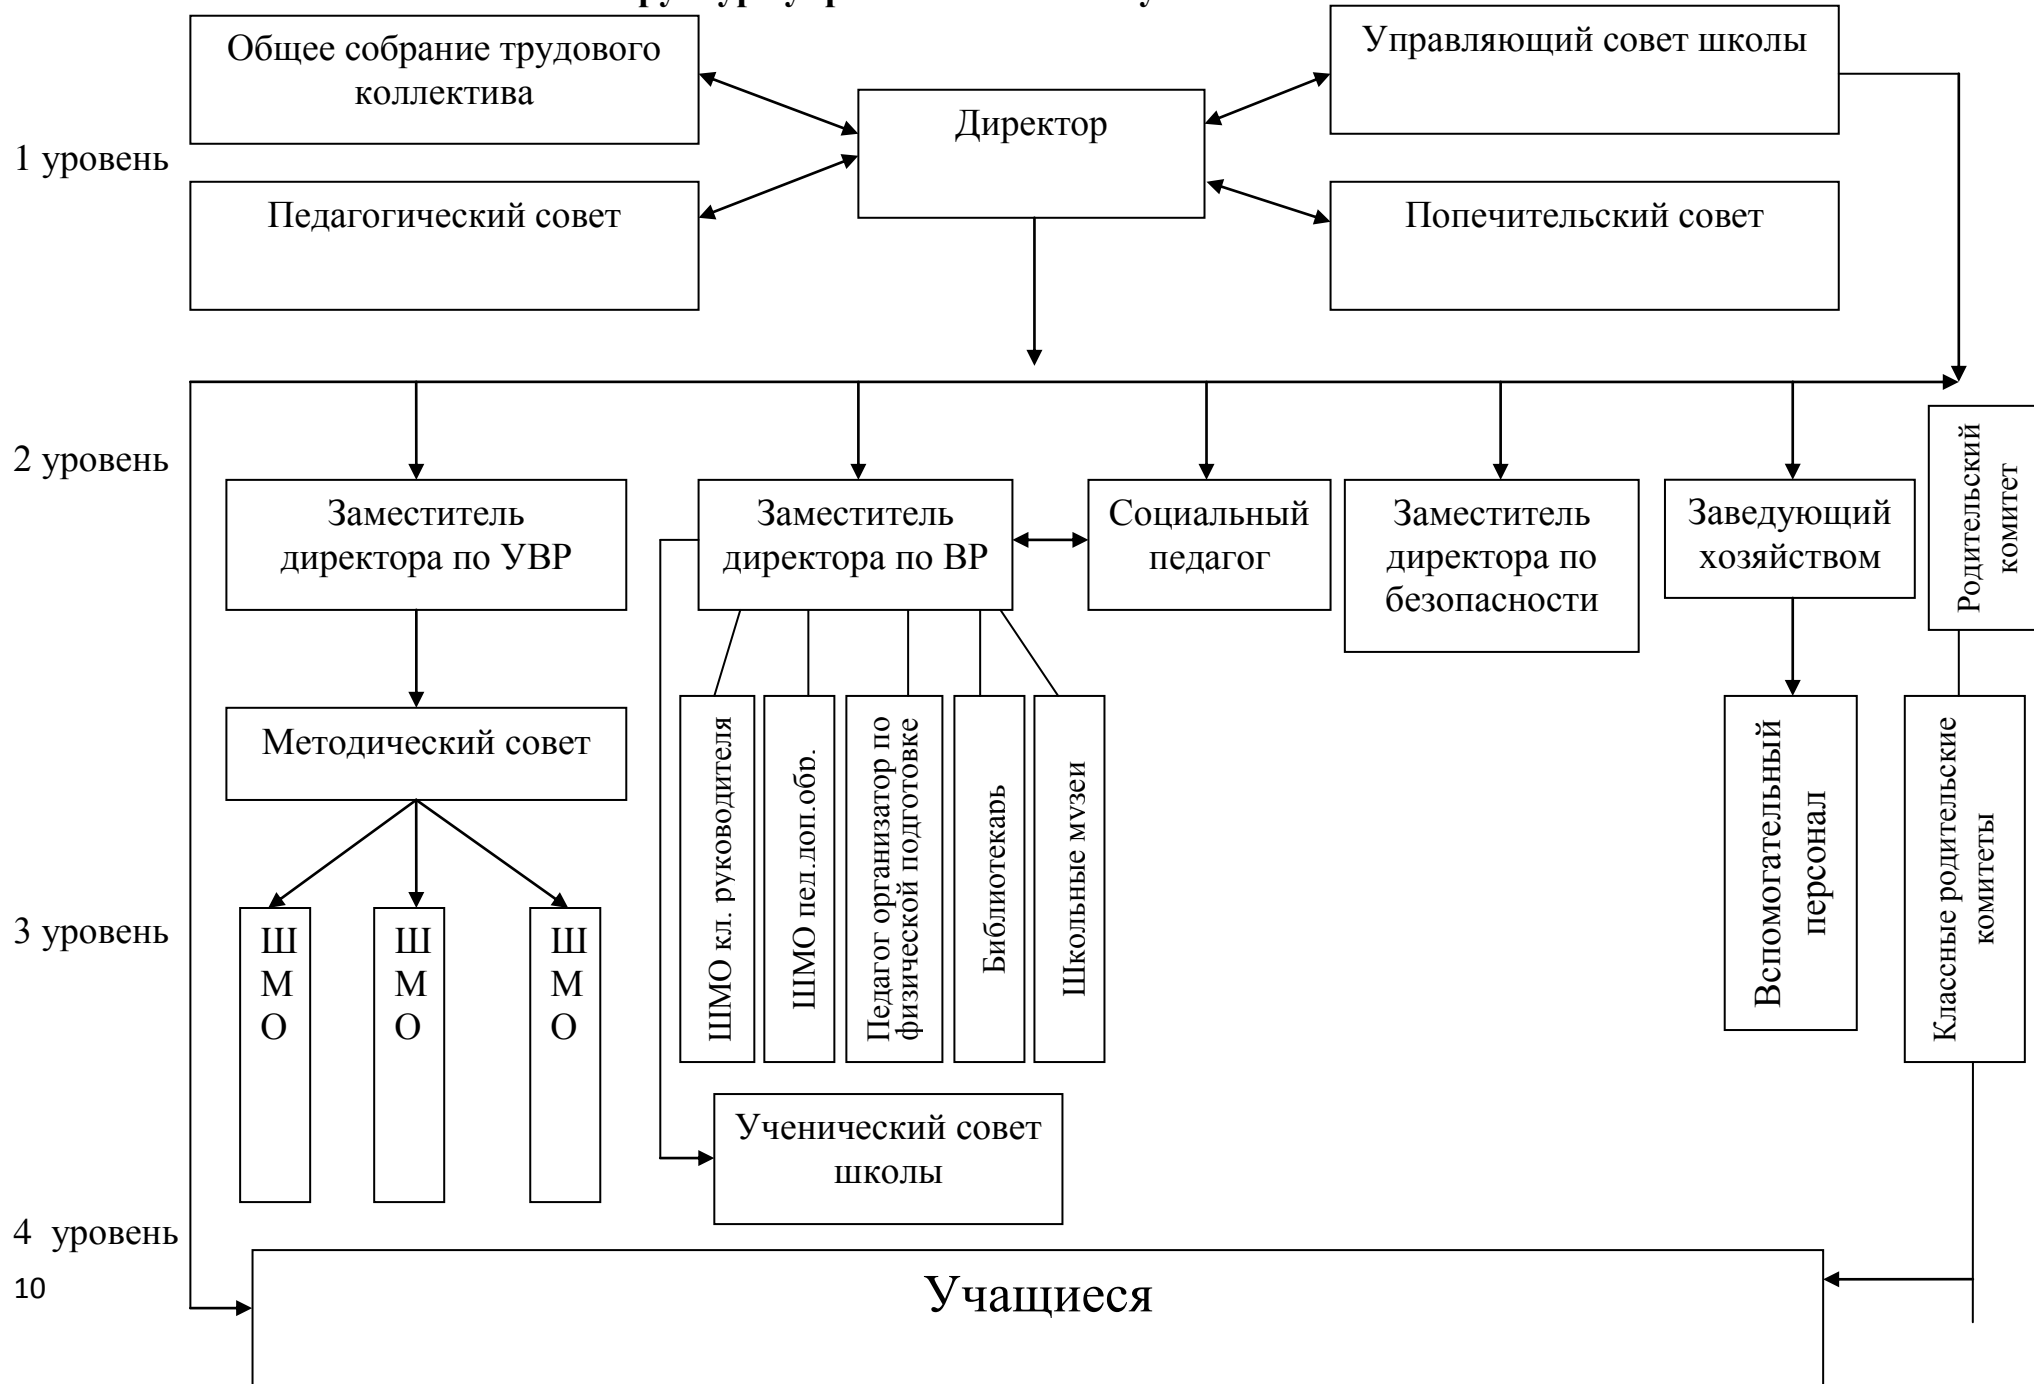 Общее собрание трудового
коллектива
Управляющий совет школы
Директор
1 уровень
Педагогический совет
Попечительский совет
2 уровень
Заместитель
директора по УВР
Заместитель
директора по ВР
Социальный
педагог
Заместитель
директора по
безопасности
Заведующий
хозяйством
Родительский
комитет
Методический совет
ШМО кл. руководителя
ШМО пед.доп.обр.
Педагог организатор по
физической подготовке
Библиотекарь
Школьные музеи
Вспомогательный
персонал
Классные родительские
комитеты
3 уровень
Ш
М
О
Ш
М
О
Ш
М
О
Ученический совет
школы
4 уровень
10
Учащиеся